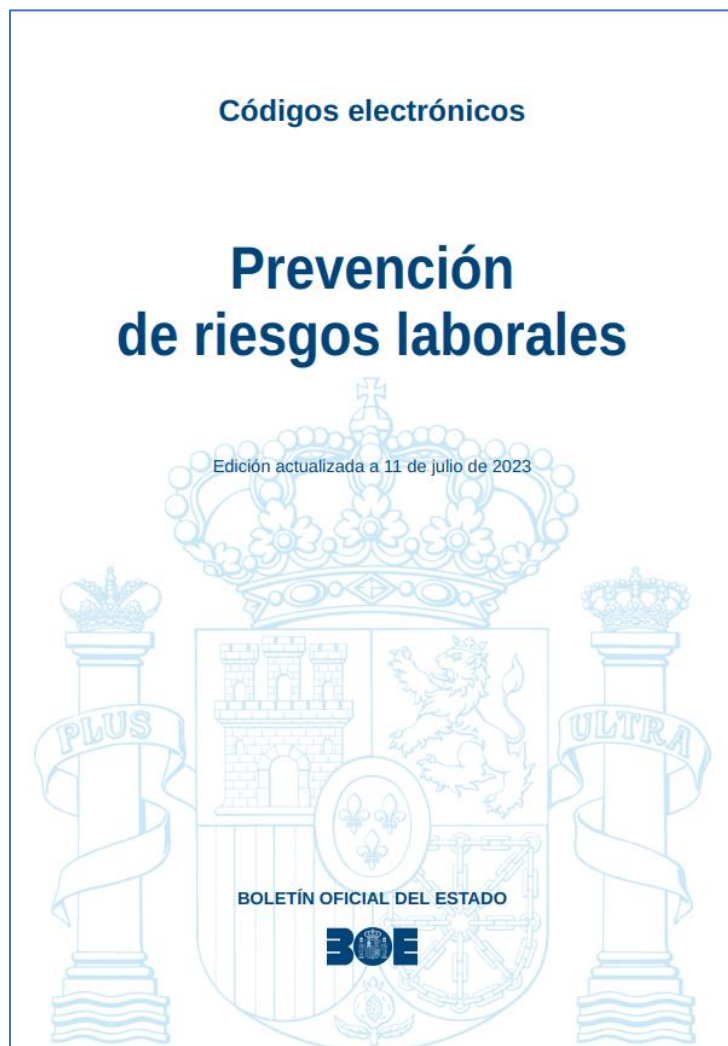 Códigos electrónicos
Prevención
de riesgos laborales
Edición actualizada a 11 de julio de 2023
PLUS ULTRA
BOLETÍN OFICIAL DEL ESTADO
BOE